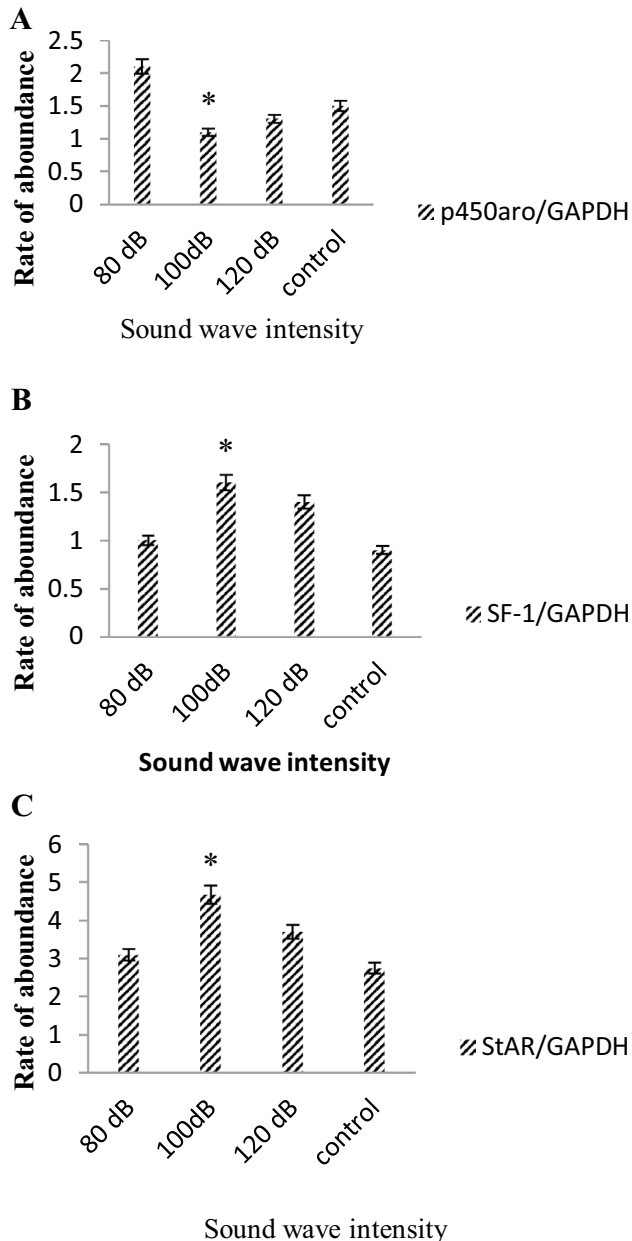 A
Rate of aboundance
2.5
2
1.5
1
0.5
0
*
80 dB
100dB
120 dB
control
p450aro/GAPDH
Sound wave intensity
B
Rate of aboundance
2
1.5
1
0.5
0
*
80 dB
100dB
120 dB
control
SF-1/GAPDH
Sound wave intensity
C
Rate of aboundance
6
5
4
3
2
1
0
*
80 dB
100dB
120 dB
control
StAR/GAPDH
Sound wave intensity